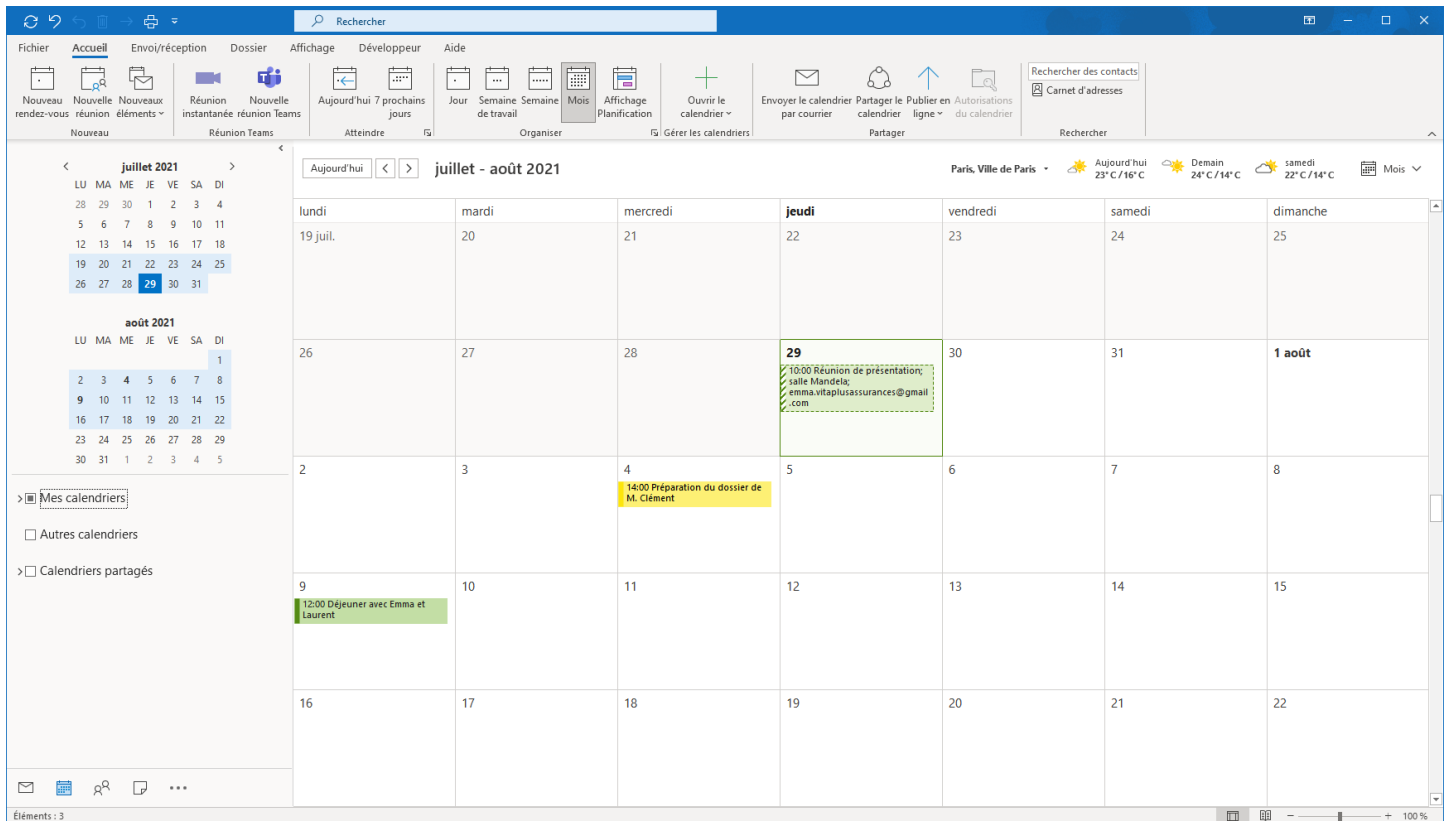 Rechercher
Fichier Accueil Envoi/réception Dossier Affichage Développeur Aide
Nouveau rendez-vous
Nouvelle réunion
Nouveaux éléments
Réunion instantanée
Nouvelle réunion Teams
Aujourd'hui
7 prochains jours
Jour
Semaine de travail
Semaine
Mois
Affichage Planification
Ouvrir le calendrier
Envoyer le calendrier par courrier
Partager le calendrier
Publier en ligne
Autorisations du calendrier
Rechercher des contacts
Carnet d'adresses
Nouveau Réunion Teams Atteindre Organiser Gérer les calendriers Partager Rechercher
juillet 2021
LU MA ME JE VE SA DI
28 29 30 1 2 3 4
5 6 7 8 9 10 11
12 13 14 15 16 17 18
19 20 21 22 23 24 25
26 27 28 29 30 31
août 2021
LU MA ME JE VE SA DI
1
2 3 4 5 6 7 8
9 10 11 12 13 14 15
16 17 18 19 20 21 22
23 24 25 26 27 28 29
30 31 1 2 3 4 5
Mes calendriers
Autres calendriers
Calendriers partagés
Aujourd'hui
juillet - août 2021
Paris, Ville de Paris
Aujourd'hui
23°C/16°C
Demain
24°C/14°C
samedi
22°C/14°C
Mois
lundi mardi mercredi jeudi vendredi samedi dimanche
19 juil. 20 21 22 23 24 25
26 27 28 29 30 31 1 août
10:00 Réunion de présentation;
salle Mandela;
emma.vitaplusassurances@gmail
.com
2 3 4 5 6 7 8
14:00 Préparation du dossier de
M. Clément
9 10 11 12 13 14 15
12:00 Déjeuner avec Emma et
Laurent
16 17 18 19 20 21 22
Éléments : 3
100 %